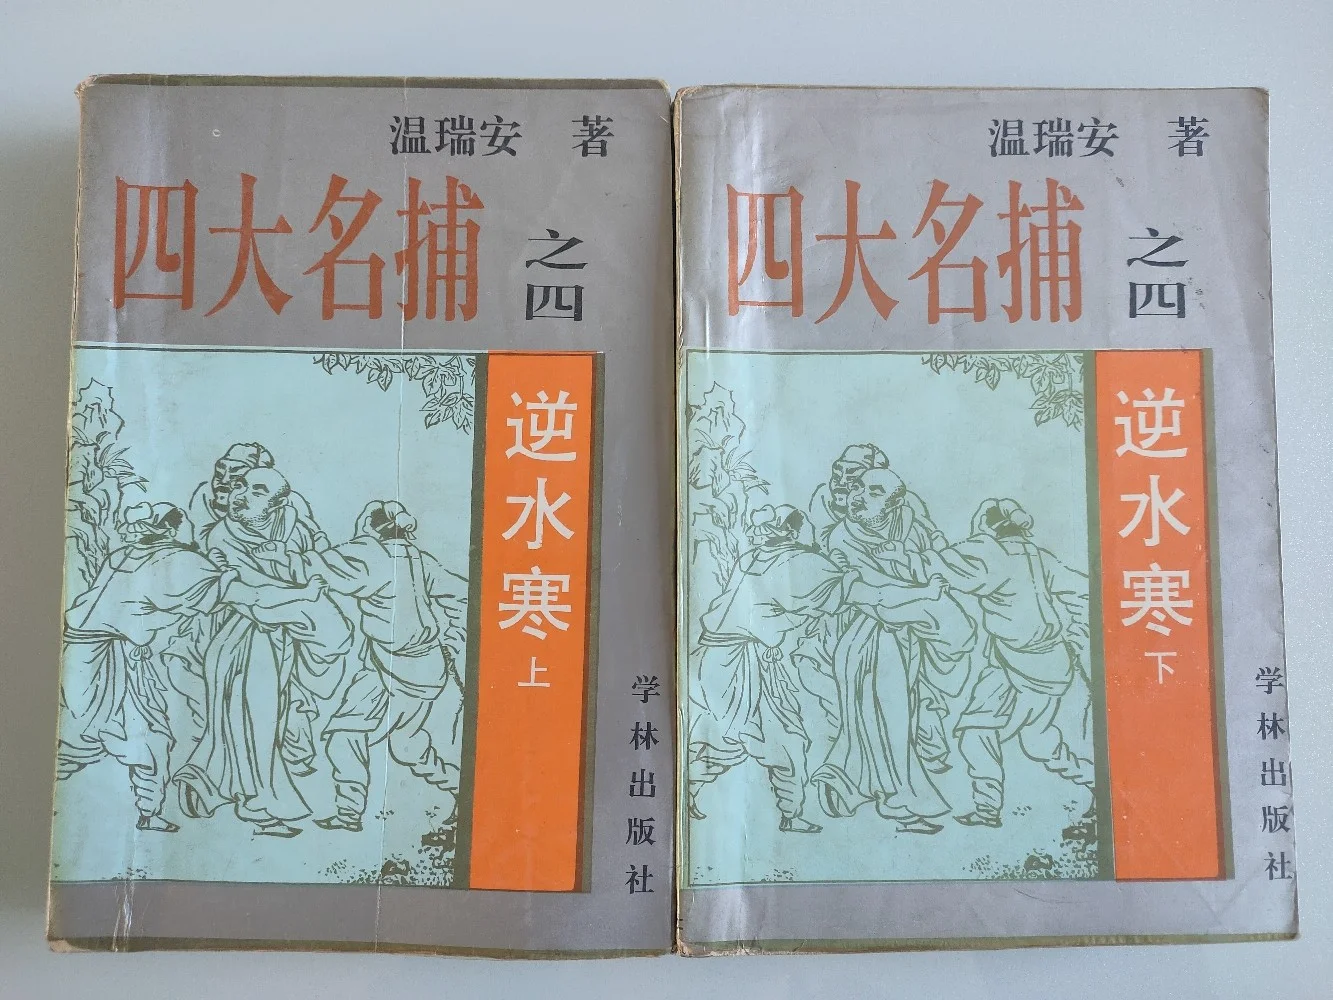 温瑞安 著
四大名捕
之四
逆水寒
上
学林出版社
温瑞安 著
四大名捕
之四
逆水寒
下
学林出版社